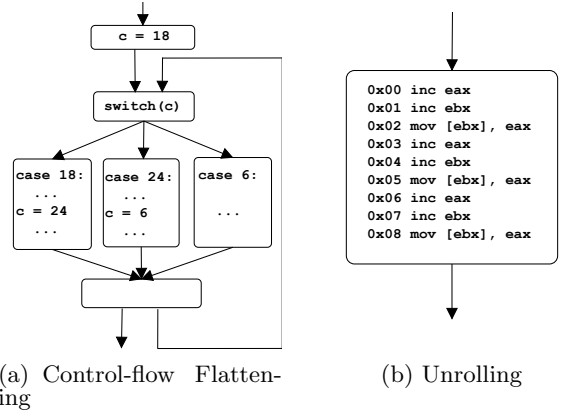 c = 18
switch(c)
case 18:
...
c = 24
...
case 24:
...
c = 6
...
case 6:
...
(a) Control-flow Flatten-
ing
0x00 inc eax
0x01 inc ebx
0x02 mov [ebx], eax
0x03 inc eax
0x04 inc ebx
0x05 mov [ebx], eax
0x06 inc eax
0x07 inc ebx
0x08 mov [ebx], eax
(b) Unrolling